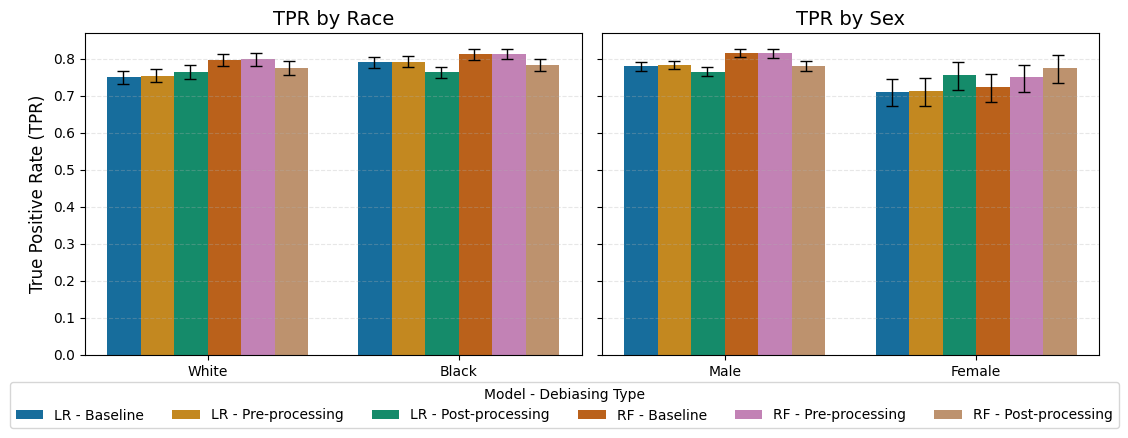 TPR by Race
TPR by Sex
True Positive Rate (TPR)
0.8
0.7
0.6
0.5
0.4
0.3
0.2
0.1
0.0
White
Black
Male
Female
Model - Debiasing Type
LR - Baseline
LR - Pre-processing
LR - Post-processing
RF - Baseline
RF - Pre-processing
RF - Post-processing